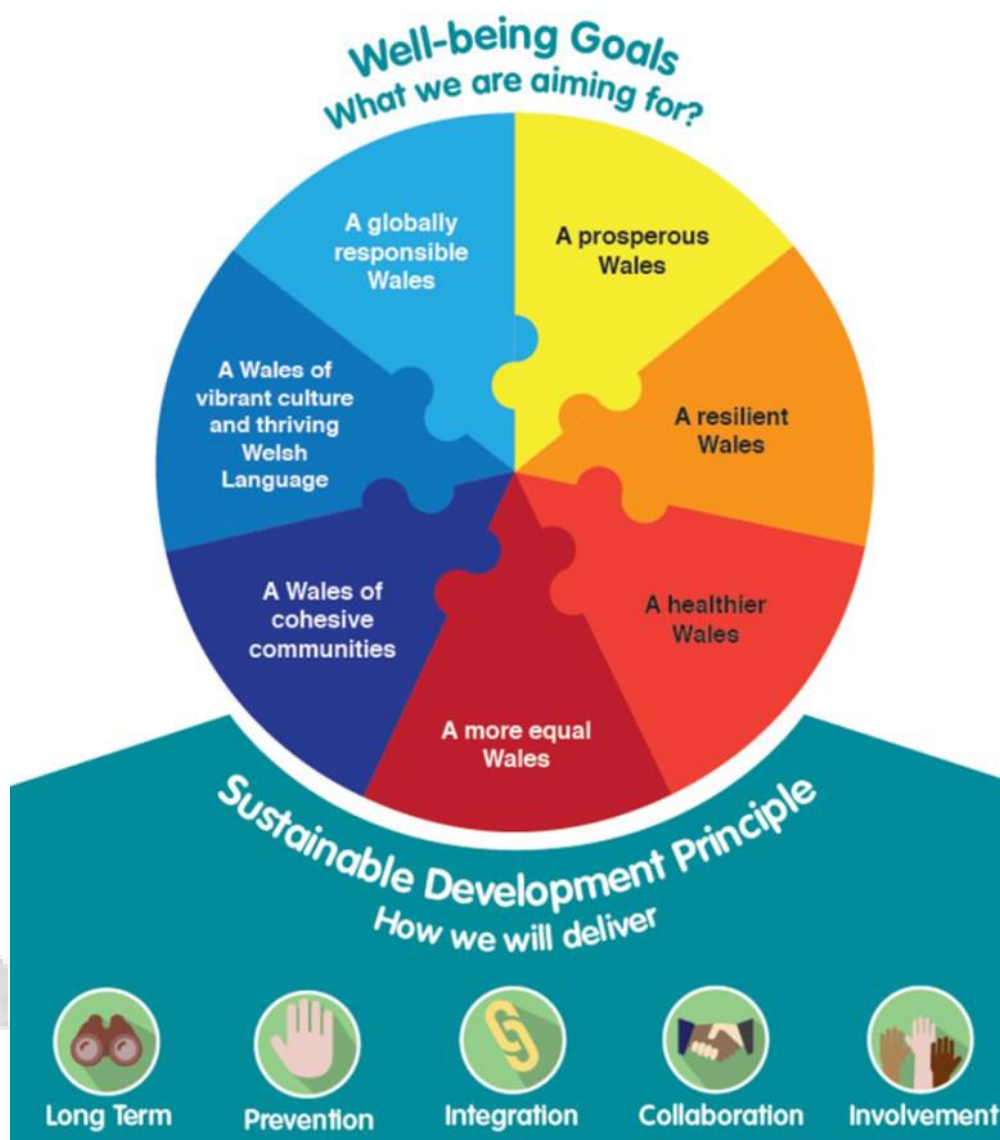 Well-being Goals
What we are aiming for?
A prosperous
Wales
A resilient
Wales
A healthier
Wales
A more equal
Wales
A Wales of
cohesive
communities
A Wales of
vibrant culture
and thriving
Welsh
Language
A globally
responsible
Wales
Sustainable Development Principle
How we will deliver
Long Term
Prevention
Integration
Collaboration
Involvement